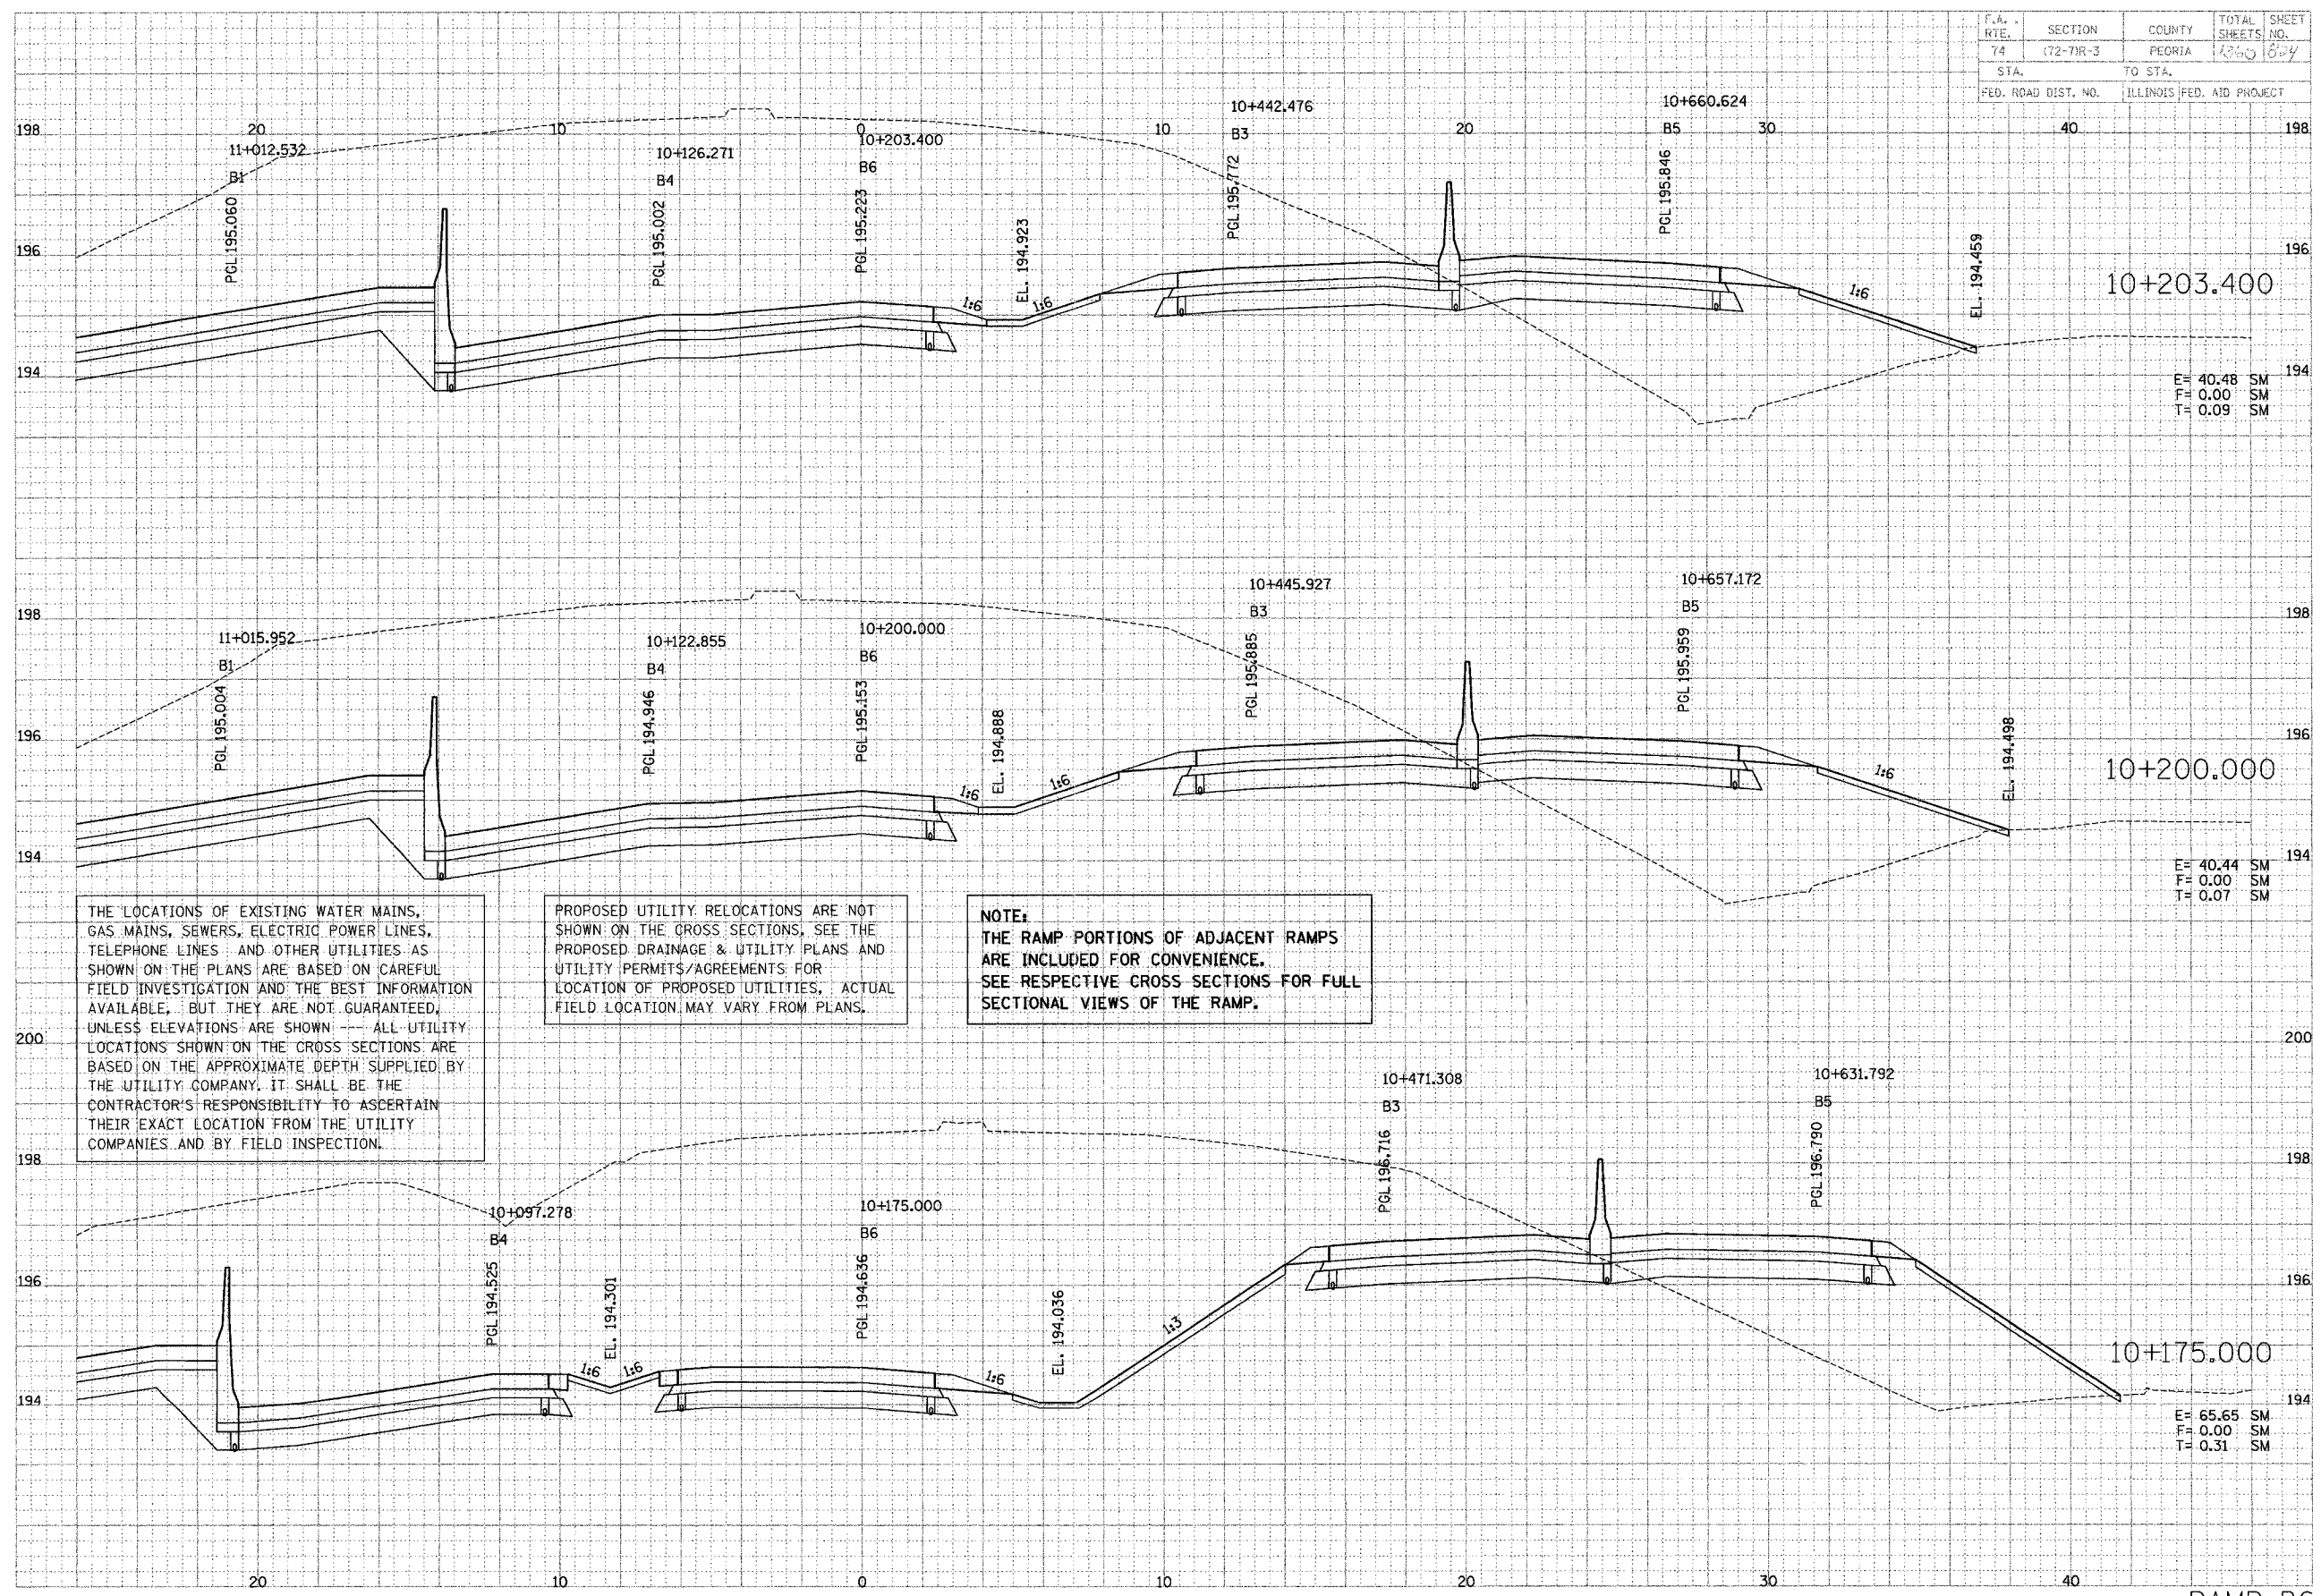 F.A. RTE. SECTION COUNTY TOTAL SHEETS SHEET NO.
74 (72-7)R-3 PEORIA 1360 824
STA. TO STA.
FED. ROAD DIST. NO. ILLINOIS FED. AID PROJECT
198 20 10 0 10 20 30 40 198
11+012.532
B1
PGL 195.060
10+126.271
B4
PGL 195.002
10+203.400
B6
PGL 195.223
EL. 194.923
10+442.476
B3
PGL 195.772
10+660.624
B5
PGL 195.846
EL. 194.459
196 196
1:6 1:6 1:6
10+203.400
194 194
E= 40.48 SM
F= 0.00 SM
T= 0.09 SM
198 198
11+015.952
B1
PGL 195.004
10+122.855
B4
PGL 194.946
10+200.000
B6
PGL 195.153
EL. 194.888
10+445.927
B3
PGL 195.885
10+657.172
B5
PGL 195.959
EL. 194.498
196 196
1:6 1:6 1:6
10+200.000
194 194
E= 40.44 SM
F= 0.00 SM
T= 0.07 SM
THE LOCATIONS OF EXISTING WATER MAINS,
GAS MAINS, SEWERS, ELECTRIC POWER LINES,
TELEPHONE LINES AND OTHER UTILITIES AS
SHOWN ON THE PLANS ARE BASED ON CAREFUL
FIELD INVESTIGATION AND THE BEST INFORMATION
AVAILABLE, BUT THEY ARE NOT GUARANTEED.
UNLESS ELEVATIONS ARE SHOWN --- ALL UTILITY
LOCATIONS SHOWN ON THE CROSS SECTIONS ARE
BASED ON THE APPROXIMATE DEPTH SUPPLIED BY
THE UTILITY COMPANY. IT SHALL BE THE
CONTRACTOR'S RESPONSIBILITY TO ASCERTAIN
THEIR EXACT LOCATION FROM THE UTILITY
COMPANIES AND BY FIELD INSPECTION.
PROPOSED UTILITY RELOCATIONS ARE NOT
SHOWN ON THE CROSS SECTIONS. SEE THE
PROPOSED DRAINAGE & UTILITY PLANS AND
UTILITY PERMITS/AGREEMENTS FOR
LOCATION OF PROPOSED UTILITIES. ACTUAL
FIELD LOCATION MAY VARY FROM PLANS.
NOTE:
THE RAMP PORTIONS OF ADJACENT RAMPS
ARE INCLUDED FOR CONVENIENCE.
SEE RESPECTIVE CROSS SECTIONS FOR FULL
SECTIONAL VIEWS OF THE RAMP.
200 200
198 198
10+097.278
B4
PGL 194.525
EL. 194.301
10+175.000
B6
PGL 194.636
EL. 194.036
10+471.308
B3
PGL 196.716
10+631.792
B5
PGL 196.790
196 196
1:6 1:6 1:6 1:3
10+175.000
194 194
E= 65.65 SM
F= 0.00 SM
T= 0.31 SM
20 10 0 10 20 30 40